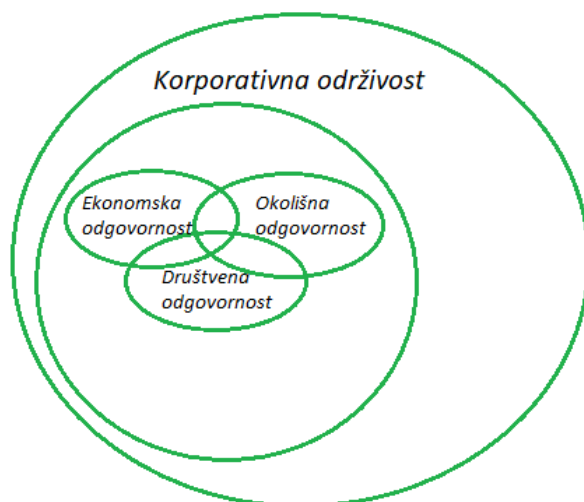 Korporativna održivost
Ekonomska
odgovornost
Okolišna
odgovornost
Društvena
odgovornost